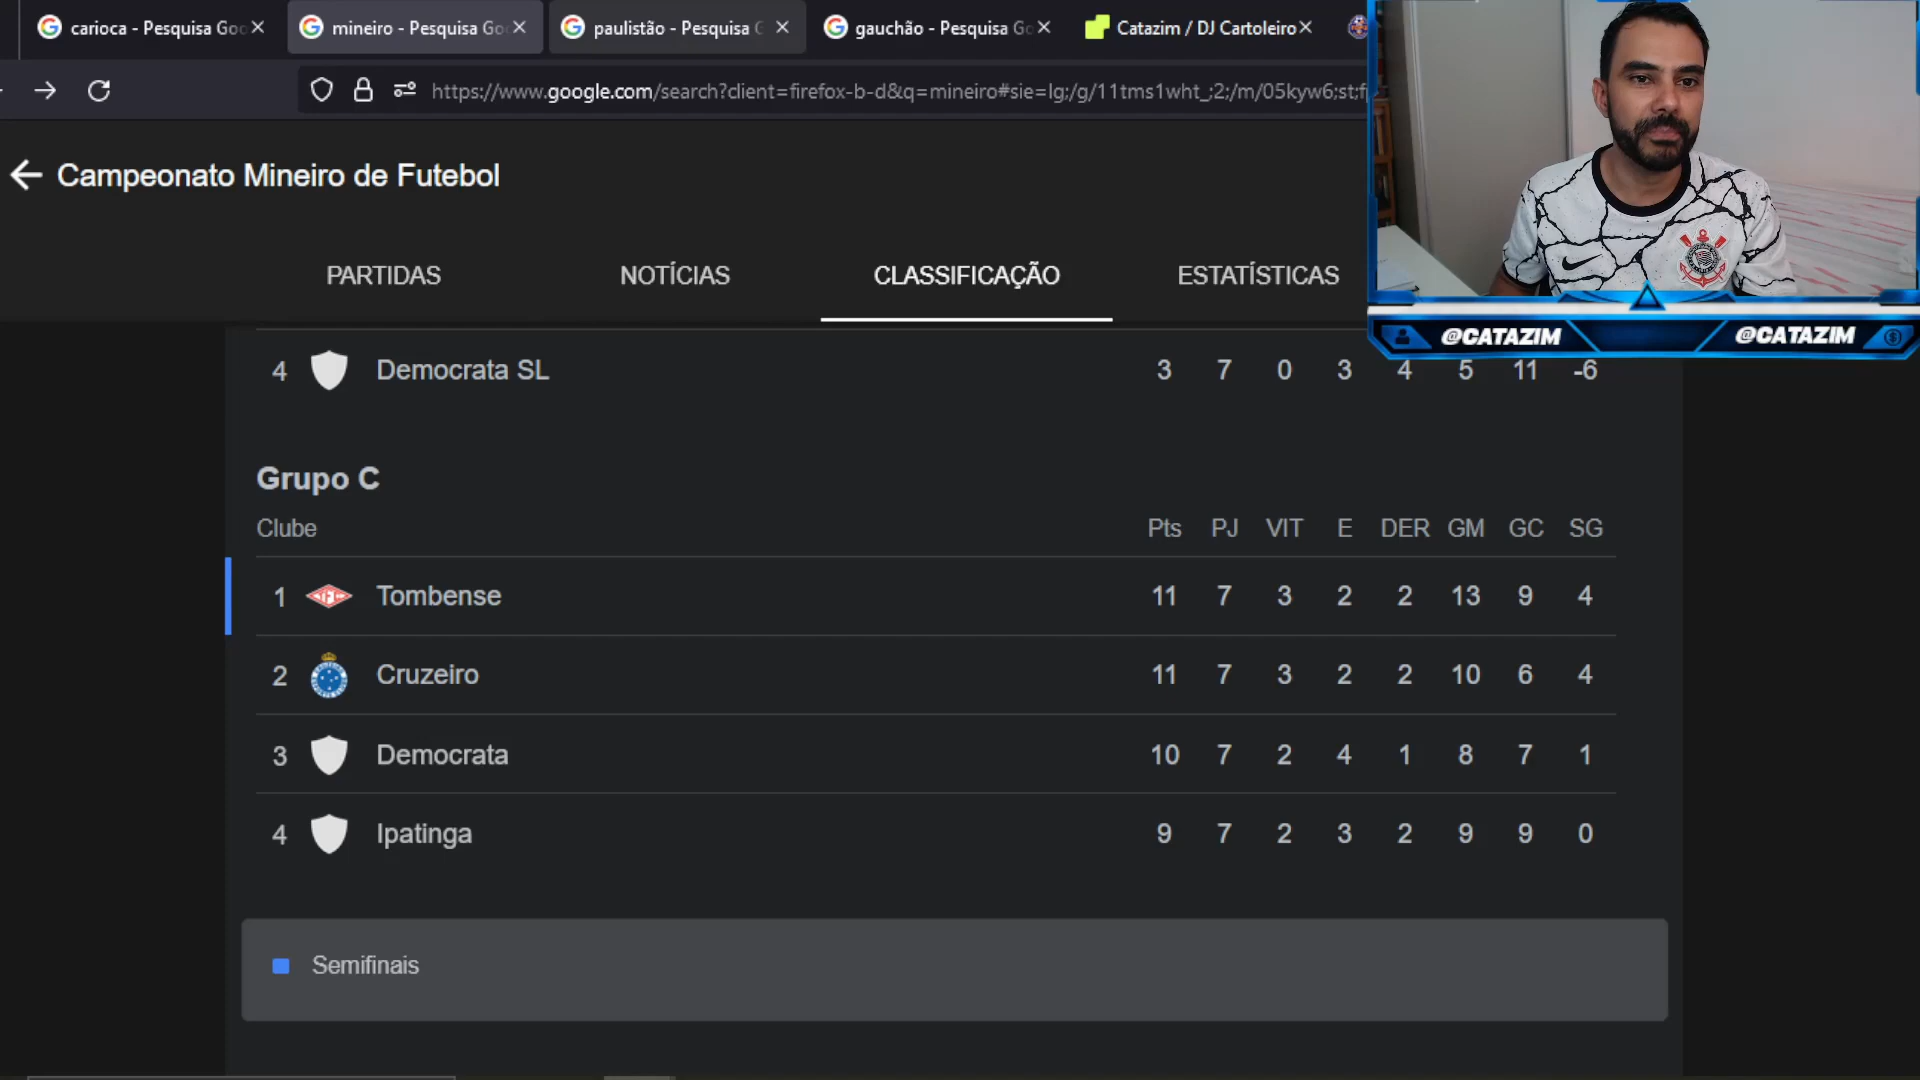 carioca - Pesquisa Goo
mineiro - Pesquisa Go
paulistão - Pesquisa G
gauchão - Pesquisa Go
Catazim / DJ Cartoleiro
https://www.google.com/search?client=firefox-b-d&q=mineiro#sie=lg;/g/11tms1wht_;2;/m/05kyw6;st;f
Campeonato Mineiro de Futebol
PARTIDAS NOTÍCIAS CLASSIFICAÇÃO ESTATÍSTICAS
@CATAZIM @CATAZIM
4 Democrata SL 3 7 0 3 4 5 11 -6
Grupo C
Clube Pts PJ VIT E DER GM GC SG
1 TFC Tombense 11 7 3 2 2 13 9 4
2 Cruzeiro 11 7 3 2 2 10 6 4
3 Democrata 10 7 2 4 1 8 7 1
4 Ipatinga 9 7 2 3 2 9 9 0
Semifinais